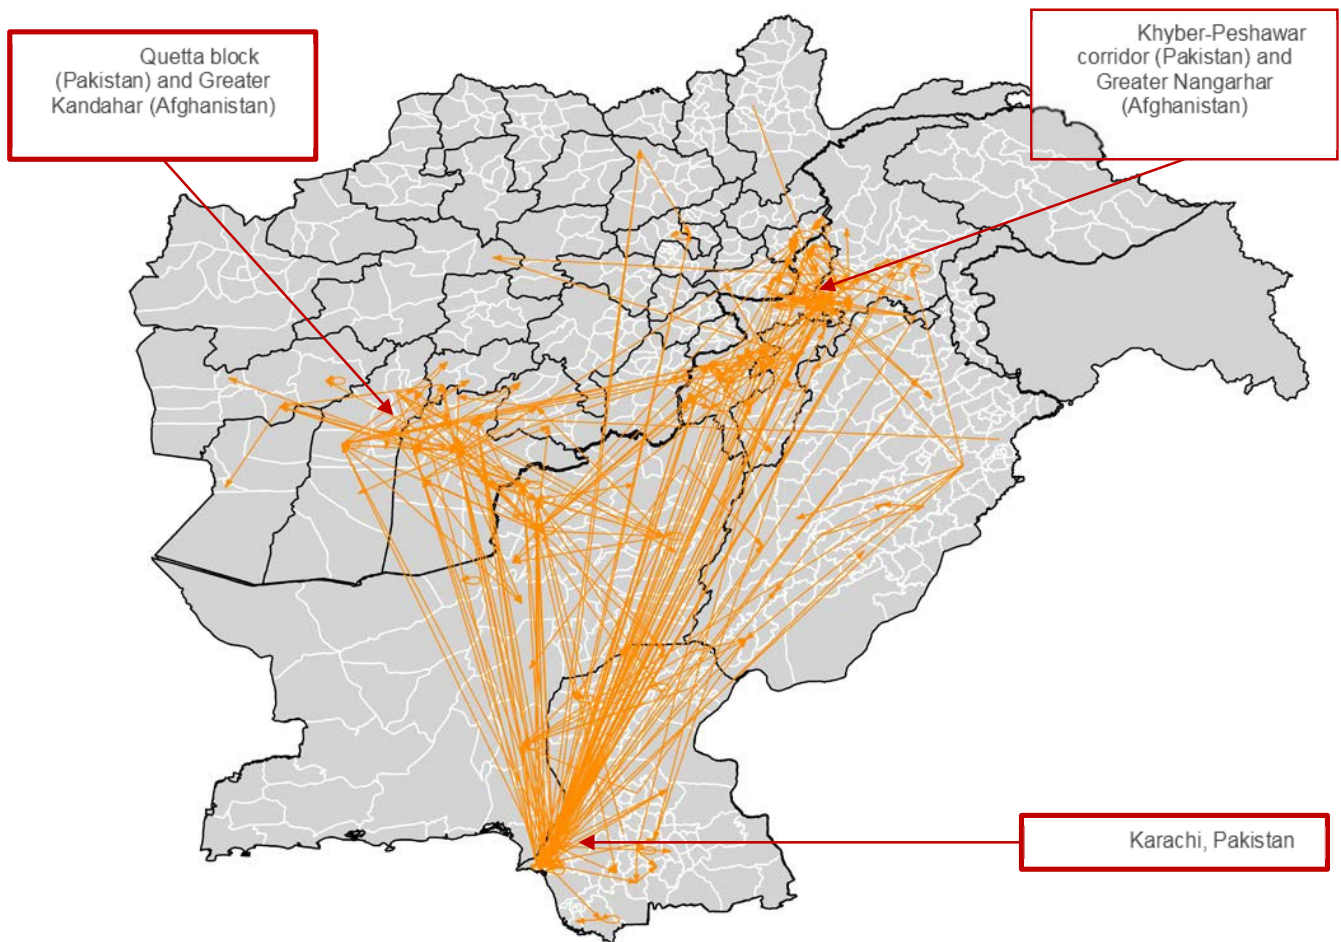 Quetta block
(Pakistan) and Greater
Kandahar (Afghanistan)
Khyber-Peshawar
corridor (Pakistan) and
Greater Nangarhar
(Afghanistan)
Karachi, Pakistan